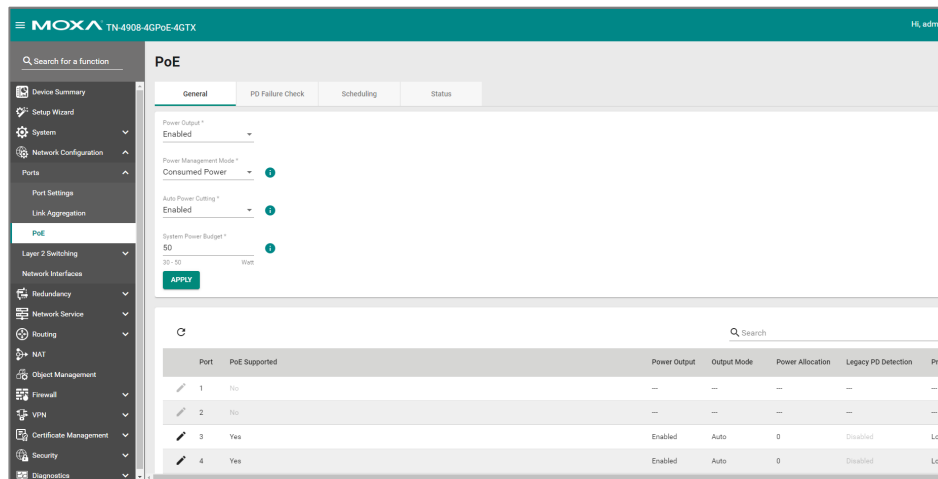 MOXA TN-4908-4GPoE-4GTX
Hi, adm
Search for a function
Device Summary
Setup Wizard
System
Network Configuration
Ports
Port Settings
Link Aggregation
PoE
Layer 2 Switching
Network Interfaces
Redundancy
Network Service
Routing
NAT
Object Management
Firewall
VPN
Certificate Management
Security
Diagnostics
PoE
General PD Failure Check Scheduling Status
Power Output *
Enabled
Power Management Mode *
Consumed Power
Auto Power Cutting *
Enabled
System Power Budget *
50
30 - 50 Watt
APPLY
Search
Port PoE Supported Power Output Output Mode Power Allocation Legacy PD Detection Pr
1 No --- --- --- ---
2 No --- --- --- ---
3 Yes Enabled Auto 0 Disabled Lo
4 Yes Enabled Auto 0 Disabled Lo